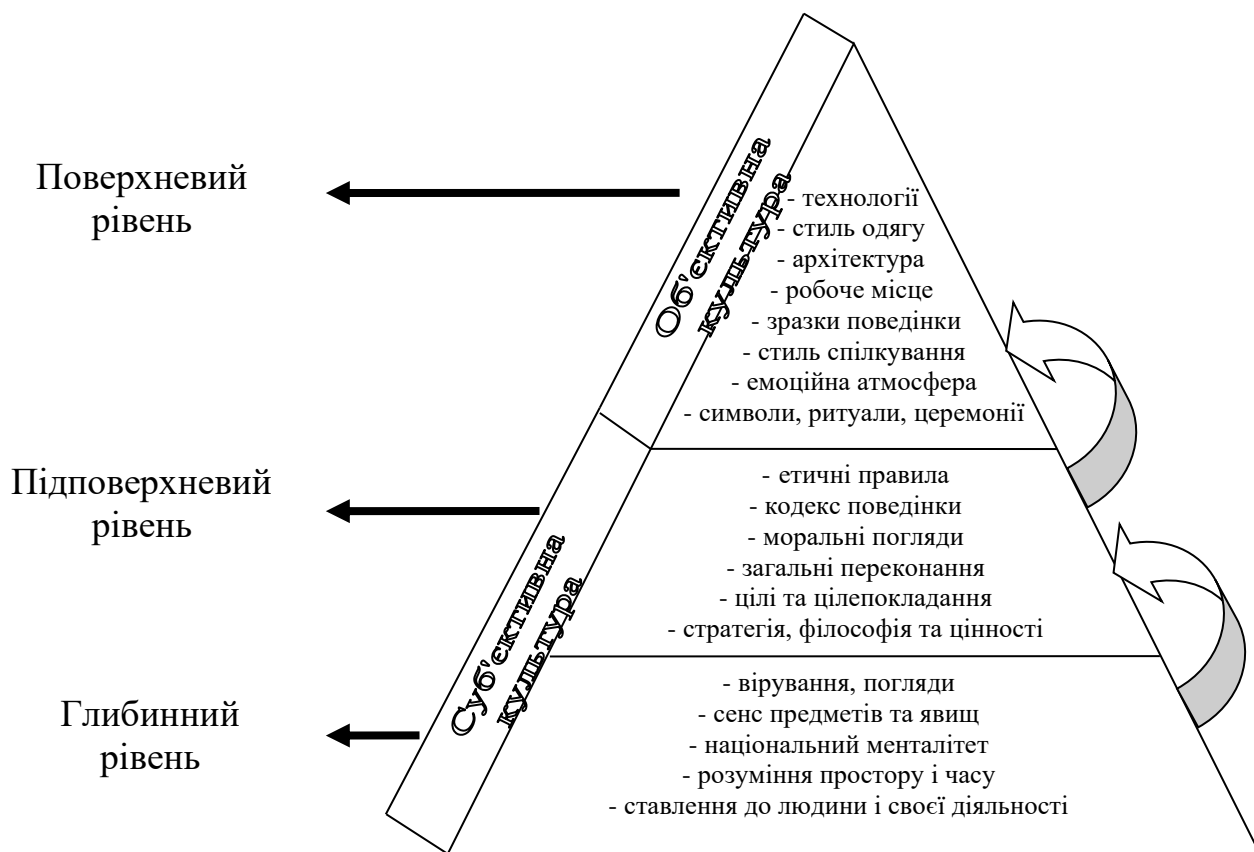 Поверхневий
рівень
Об'єктивна
культура
- технології
- стиль одягу
- архітектура
- робоче місце
- зразки поведінки
- стиль спілкування
- емоційна атмосфера
- символи, ритуали, церемонії
Підповерхневий
рівень
- етичні правила
- кодекс поведінки
- моральні погляди
- загальні переконання
- цілі та цілепокладання
- стратегія, філософія та цінності
Суб'єктивна
культура
Глибинний
рівень
- вірування, погляди
- сенс предметів та явищ
- національний менталітет
- розуміння простору і часу
- ставлення до людини і своєї діяльності